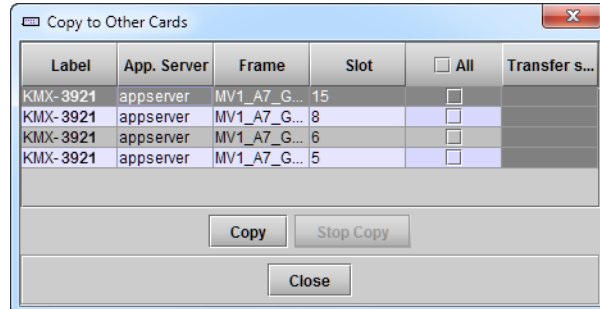 Copy to Other Cards
Label App. Server Frame Slot All Transfer s...
KMX-3921 appserver MV1_A7_G... 15
KMX-3921 appserver MV1_A7_G... 8
KMX-3921 appserver MV1_A7_G... 6
KMX-3921 appserver MV1_A7_G... 5
Copy Stop Copy
Close